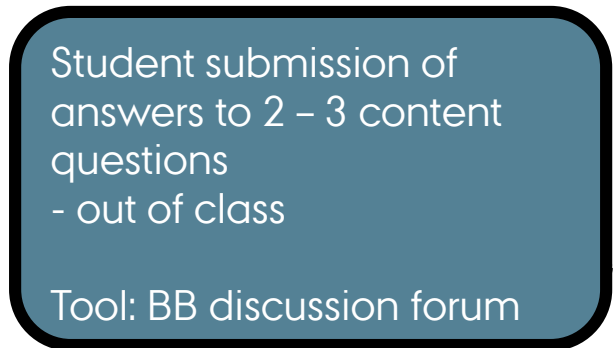 Student submission of
answers to 2 – 3 content
questions
- out of class
Tool: BB discussion forum